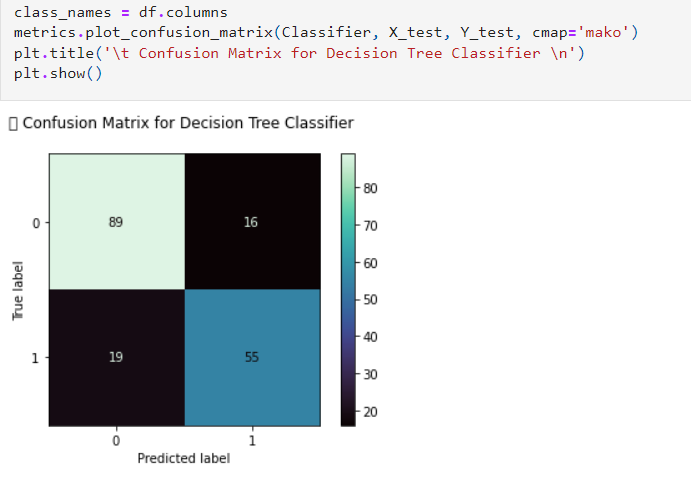 class_names = df.columns
metrics.plot_confusion_matrix(Classifier, X_test, Y_test, cmap='mako')
plt.title('\t Confusion Matrix for Decision Tree Classifier \n')
plt.show()
▯ Confusion Matrix for Decision Tree Classifier
89 16
19 55
0
1
True label
0 1
Predicted label
80
70
60
50
40
30
20